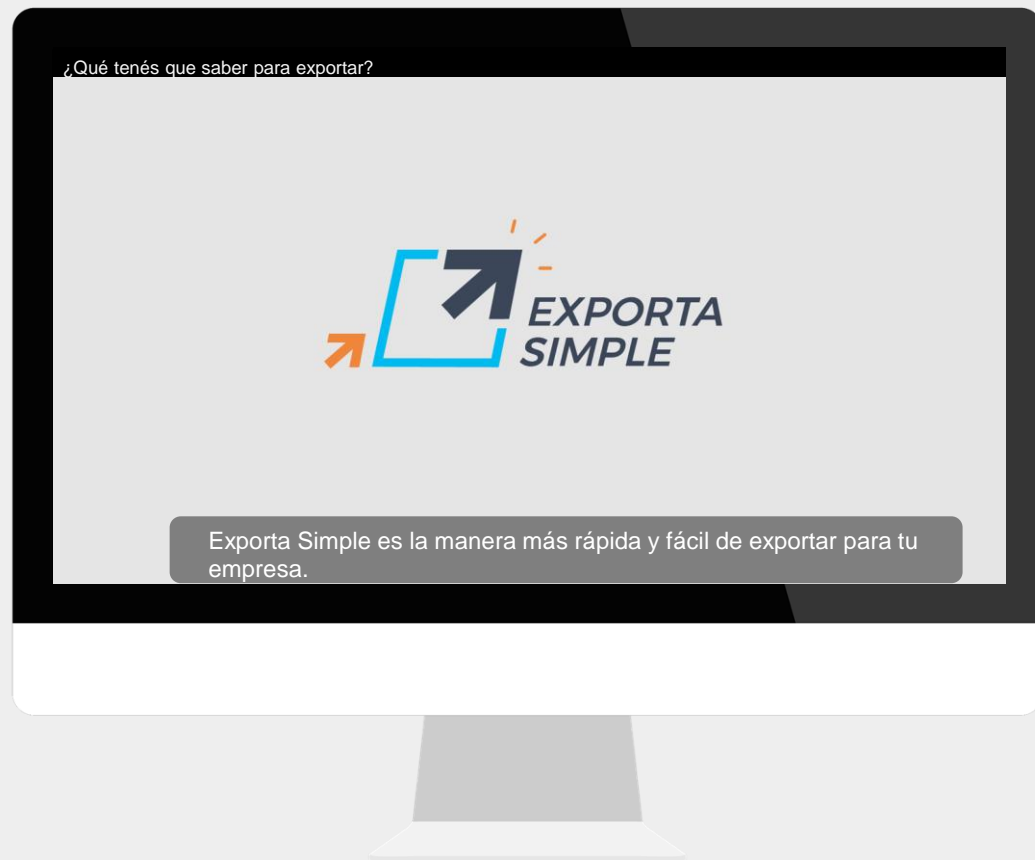 ¿Qué tenés que saber para exportar?
EXPORTA
SIMPLE
Exporta Simple es la manera más rápida y fácil de exportar para tu
empresa.